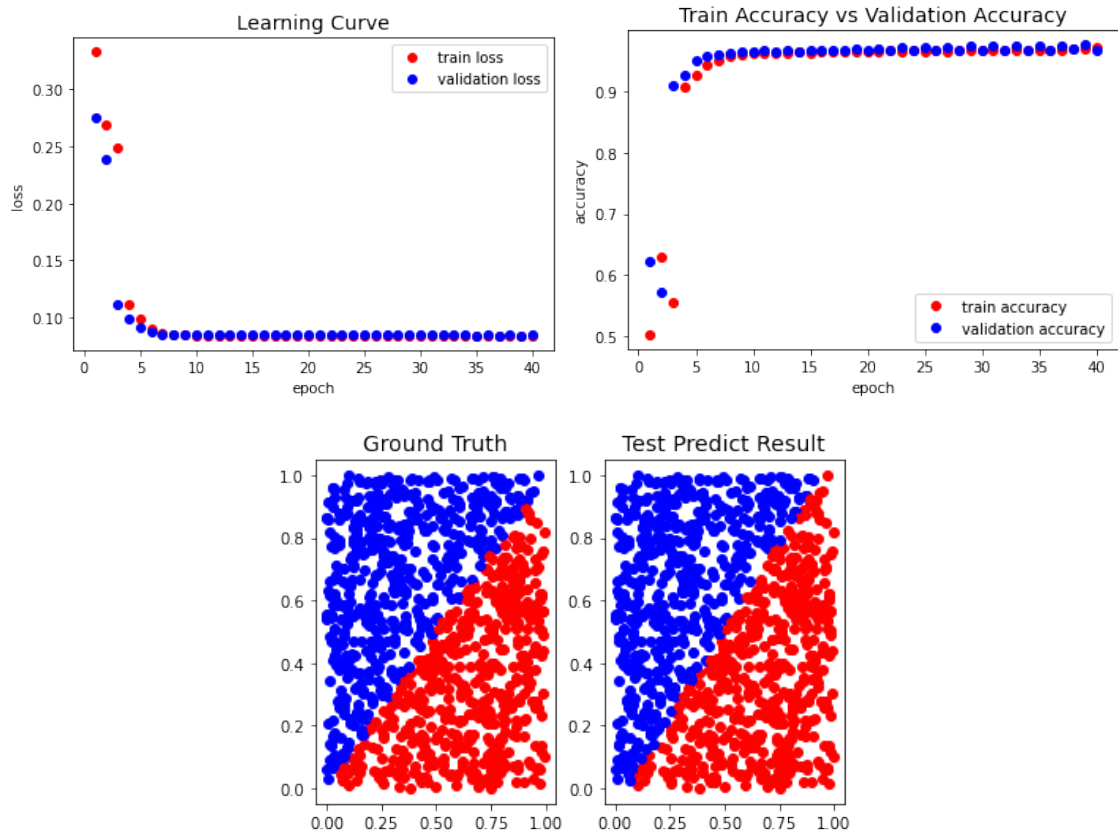 Learning Curve
train loss
validation loss
0.30
0.25
0.20
0.15
0.10
loss
0 5 10 15 20 25 30 35 40
epoch
Train Accuracy vs Validation Accuracy
0.9
0.8
0.7
0.6
0.5
accuracy
train accuracy
validation accuracy
0 5 10 15 20 25 30 35 40
epoch
Ground Truth
1.0
0.8
0.6
0.4
0.2
0.0
0.00 0.25 0.50 0.75 1.00
Test Predict Result
1.0
0.8
0.6
0.4
0.2
0.0
0.00 0.25 0.50 0.75 1.00